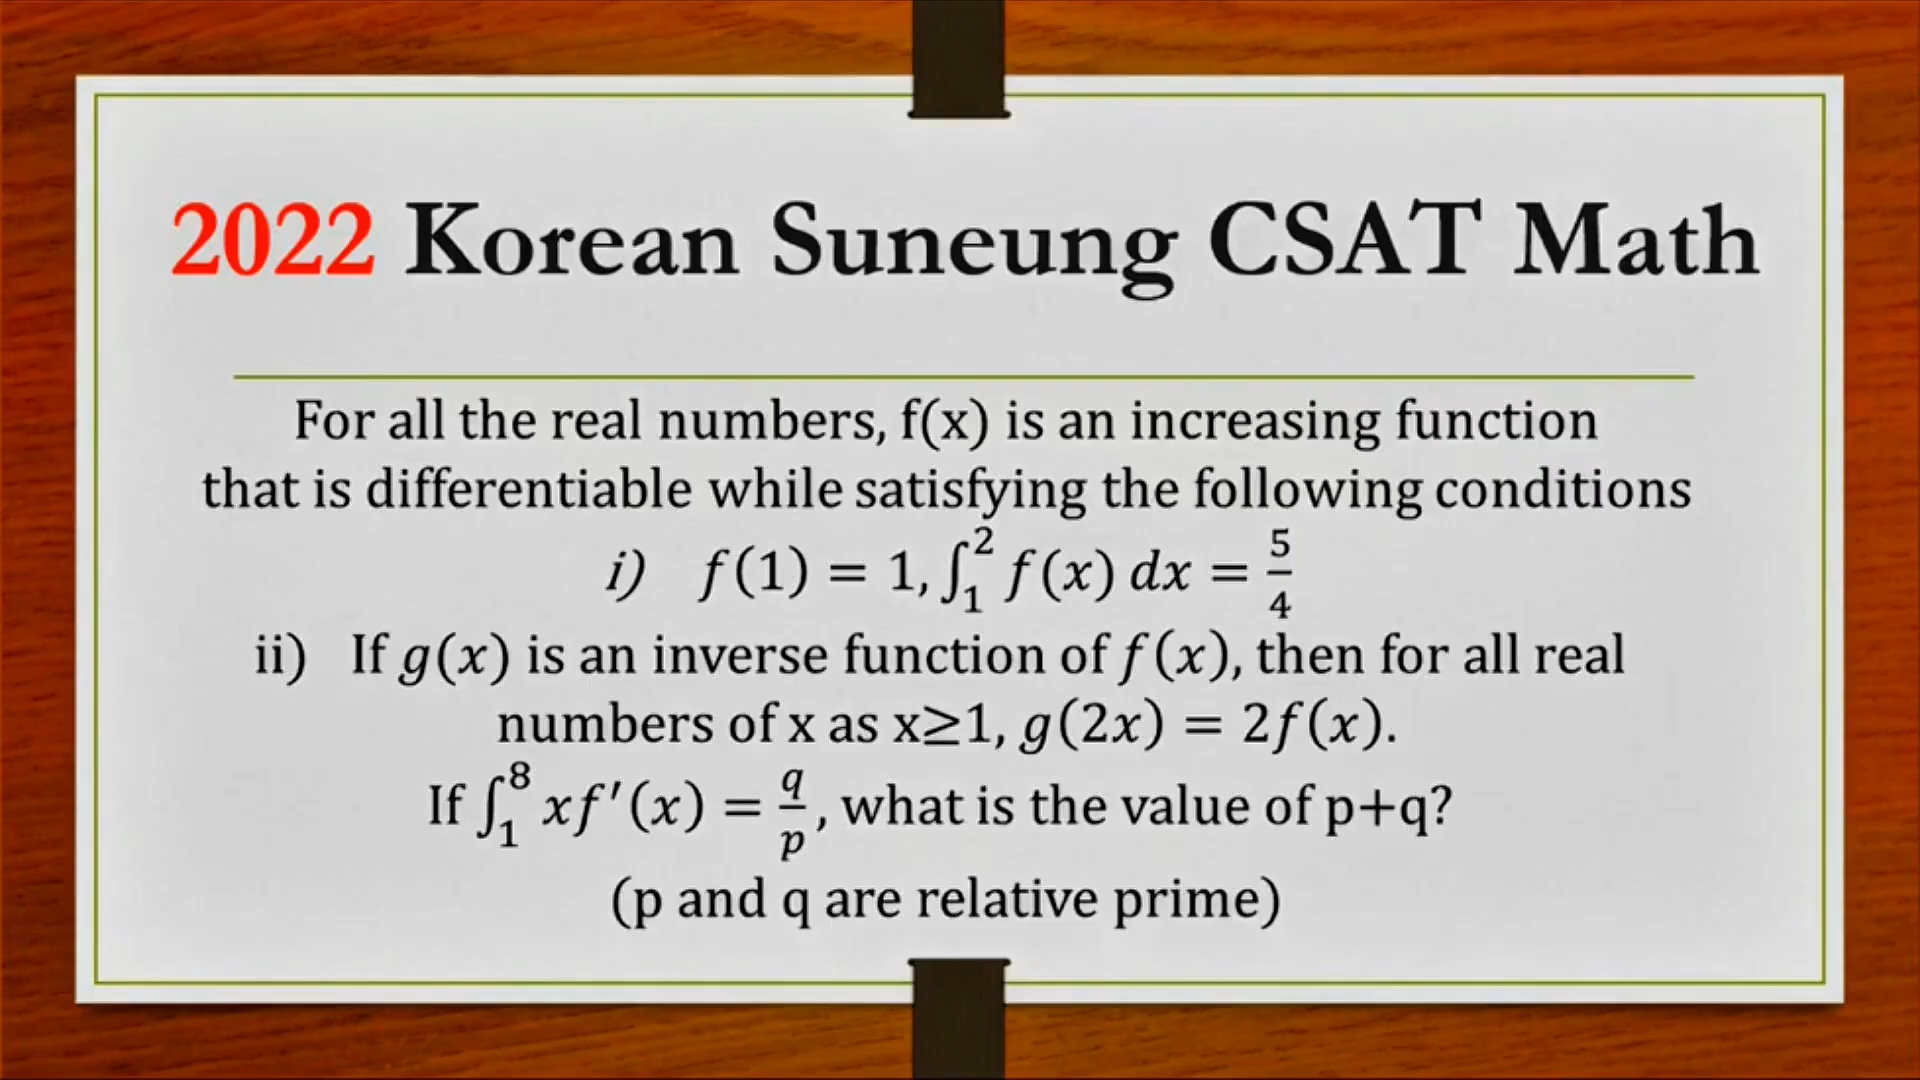 2022 Korean Suneung CSAT Math
For all the real numbers, f(x) is an increasing function
that is differentiable while satisfying the following conditions
i) f(1) = 1, ∫₁² f(x) dx = 5/4
ii) If g(x) is an inverse function of f(x), then for all real
numbers of x as x≥1, g(2x) = 2f(x).
If ∫₁⁸ xf′(x) = q/p, what is the value of p+q?
(p and q are relative prime)